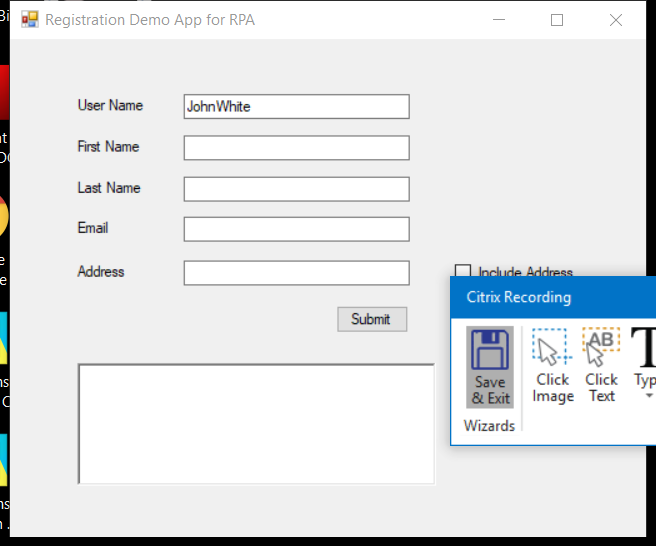 Registration Demo App for RPA
User Name JohnWhite
First Name
Last Name
Email
Address Include Address
Submit
Citrix Recording
AB
Save & Exit
Click Image
Click Text
Wizards